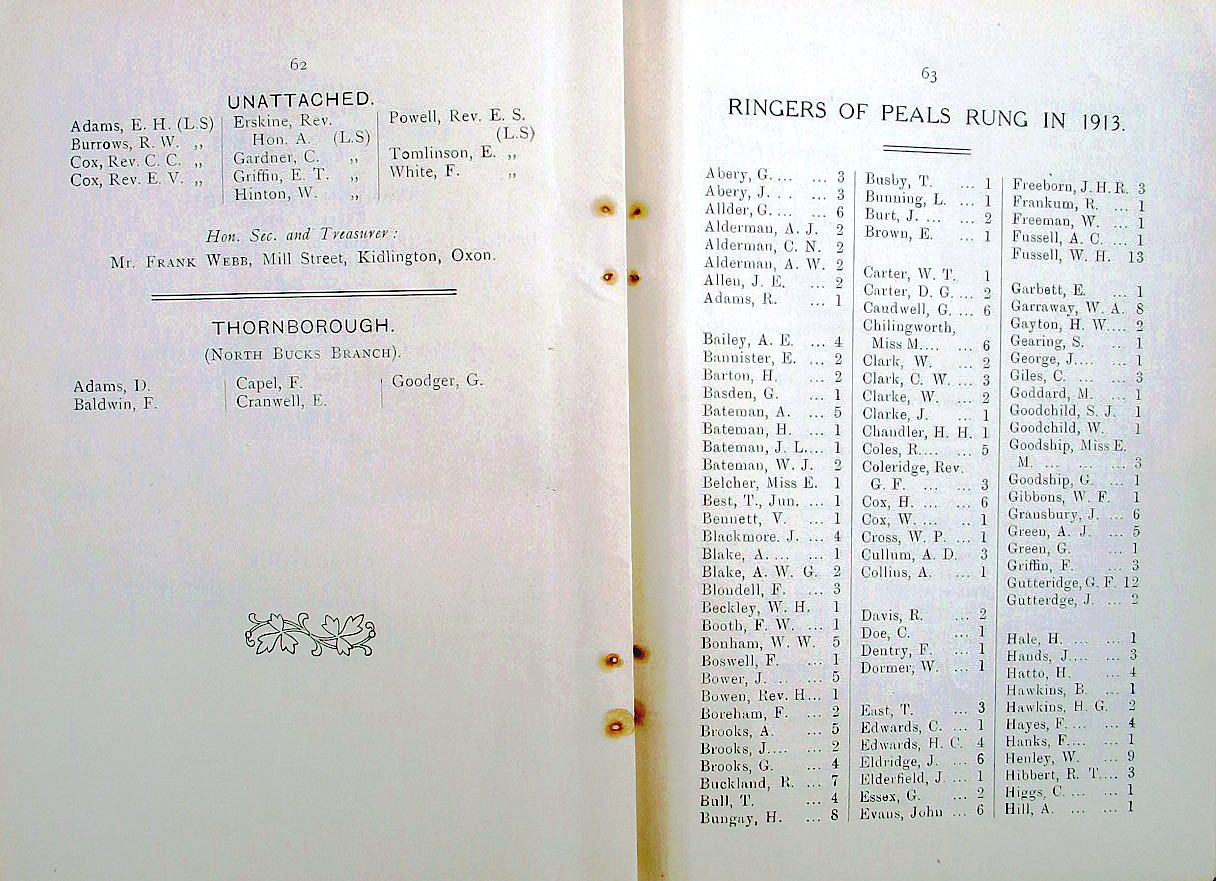 62
UNATTACHED.
Adams, E. H. (L.S)
Burrows, R. W. ,,
Cox, Rev. C. C. ,,
Cox, Rev. E. V. ,,
Erskine, Rev.
Hon. A. (L.S)
Gardner, C. ,,
Griffin, E. T. ,,
Hinton, W. ,,
Powell, Rev. E. S.
(L.S)
Tomlinson, E. ,,
White, F. ,,
Hon. Sec. and Treasurer :
Mr. FRANK WEBB, Mill Street, Kidlington, Oxon.
THORNBOROUGH.
(NORTH BUCKS BRANCH).
Adams, D.
Baldwin, F.
Capel, F.
Cranwell, E.
Goodger, G.
63
RINGERS OF PEALS RUNG IN 1913.
Abery, G. ... ... 3
Abery, J. . . ... 3
Allder, G. ... ... 6
Alderman, A. J. 2
Alderman, C. N. 2
Alderman, A. W. 2
Allen, J. E. ... 2
Adams, R. ... 1
Bailey, A. E. ... 4
Bannister, E. ... 2
Barton, H. ... 2
Basden, G. ... 1
Bateman, A. ... 5
Bateman, H. ... 1
Bateman, J. L.... 1
Bateman, W. J. 2
Belcher, Miss E. 1
Best, T., Jun. ... 1
Bennett, V. ... 1
Blackmore, J. ... 4
Blake, A. ... ... 1
Blake, A. W. G. 2
Blondell, F. ... 3
Beckley, W. H. 1
Booth, F. W. ... 1
Bonham, W. W. 5
Boswell, F. ... 1
Bower, J. ... ... 5
Bowen, Rev. H... 1
Boreham, F. ... 2
Brooks, A. ... 5
Brooks, J.... ... 2
Brooks, G. ... 4
Buckland, R. ... 7
Bull, T. ... 4
Bungay, H. ... 8
Busby, T. ... 1
Bunning, L. ... 1
Burt, J. ... ... 2
Brown, E. ... 1
Carter, W. T. 1
Carter, D. G. ... 2
Caudwell, G. ... 6
Chilingworth,
Miss M.... ... 6
Clark, W. ... 2
Clark, C. W. ... 3
Clarke, W. ... 2
Clarke, J. ... 1
Chandler, H. H. 1
Coles, R.... ... 5
Coleridge, Rev.
G. F. ... ... 3
Cox, H. ... ... 6
Cox, W. ... ... 1
Cross, W. P. ... 1
Cullum, A. D. 3
Collins, A. ... 1
Davis, R. ... 2
Doe, C. ... 1
Dentry, F. ... 1
Dormer, W. ... 1
East, T. ... 3
Edwards, C. ... 1
Edwards, H. C. 4
Eldridge, J. ... 6
Elderfield, J. ... 1
Essex, G. ... 2
Evans, John ... 6
Freeborn, J. H. R. 3
Frankum, R. ... 1
Freeman, W. ... 1
Fussell, A. C. ... 1
Fussell, W. H. 13
Garbett, E. ... 1
Garraway, W. A. 8
Gayton, H. W.... 2
Gearing, S. ... 1
George, J.... ... 1
Giles, C. ... ... 3
Goddard, M. ... 1
Goodchild, S. J. 1
Goodchild, W. 1
Goodship, Miss E.
M. ... ... ... 3
Goodship, G. ... 1
Gibbons, W. F. 1
Gransbury, J. ... 6
Green, A. J. ... 5
Green, G. ... 1
Griffin, F. ... 3
Gutteridge, G. F. 12
Gutterdge, J. ... 2
Hale, H. ... ... 1
Hands, J.... ... 3
Hatto, H. ... 4
Hawkins, B. ... 1
Hawkins, H. G. 2
Hayes, F. ... ... 4
Hanks, F.... ... 1
Henley, W. ... 9
Hibbert, R. T.... 3
Higgs, C. ... ... 1
Hill, A. ... ... 1